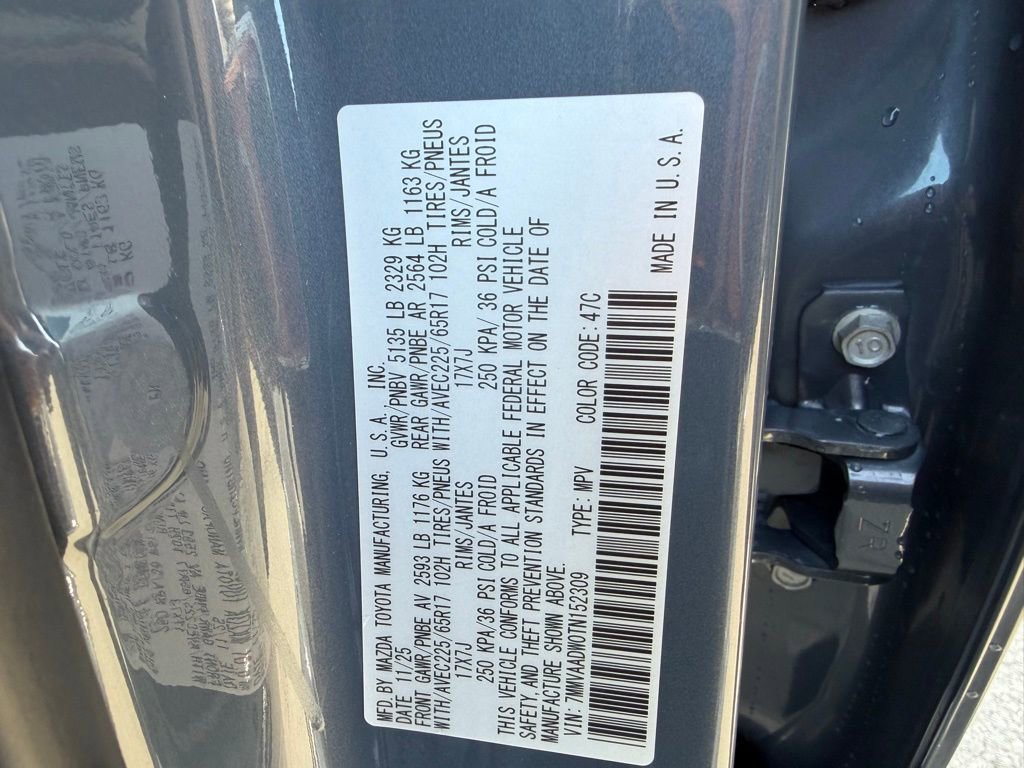 MFD. BY MAZDA TOYOTA MANUFACTURING, U. S. A. INC.
11/25 GVWR/PNBV 5135 LB 2329 KG
FRONT GAWR/PNBE AV 2593 LB 1176 KG REAR GAWR/PNBE AR 2564 LB 1163 KG
WITH/AVEC225/65R17 102H TIRES/PNEUS WITH/AVEC225/65R17 102H TIRES/PNEUS
17X7J RIMS/JANTES 17X7J RIMS/JANTES
250 KPA/36 PSI COLD/A FROID 250 KPA/ 36 PSI COLD/A FROID
THIS VEHICLE CONFORMS TO ALL APPLICABLE FEDERAL MOTOR VEHICLE
SAFETY, AND THEFT PREVENTION STANDARDS IN EFFECT ON THE DATE OF
MANUFACTURE SHOWN ABOVE.
VIN: 7MMVAADW0TN152309 TYPE: MPV COLOR CODE: 47C
MADE IN U. S. A.
10
ZR